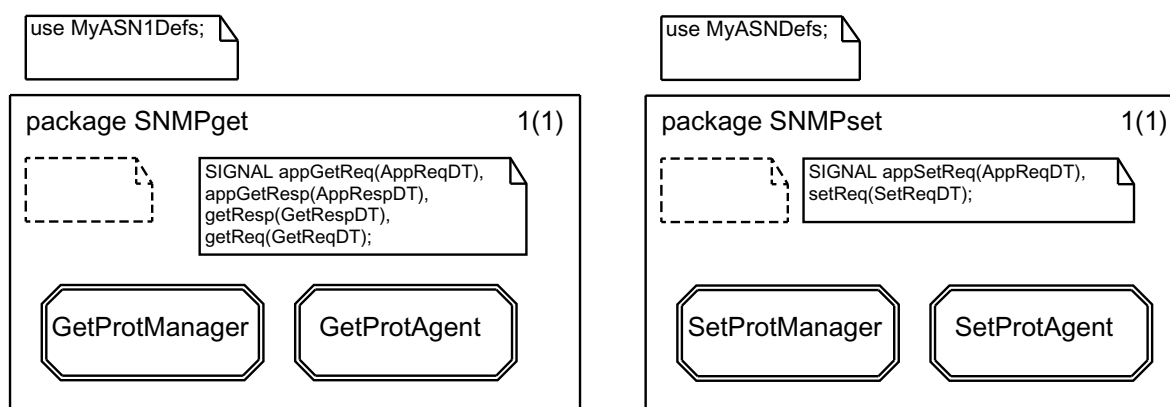 use MyASN1Defs;
package SNMPget 1(1)
SIGNAL appGetReq(AppReqDT),
appGetResp(AppRespDT),
getResp(GetRespDT),
getReq(GetReqDT);
GetProtManager
GetProtAgent
use MyASNDefs;
package SNMPset 1(1)
SIGNAL appSetReq(AppReqDT),
setReq(SetReqDT);
SetProtManager
SetProtAgent